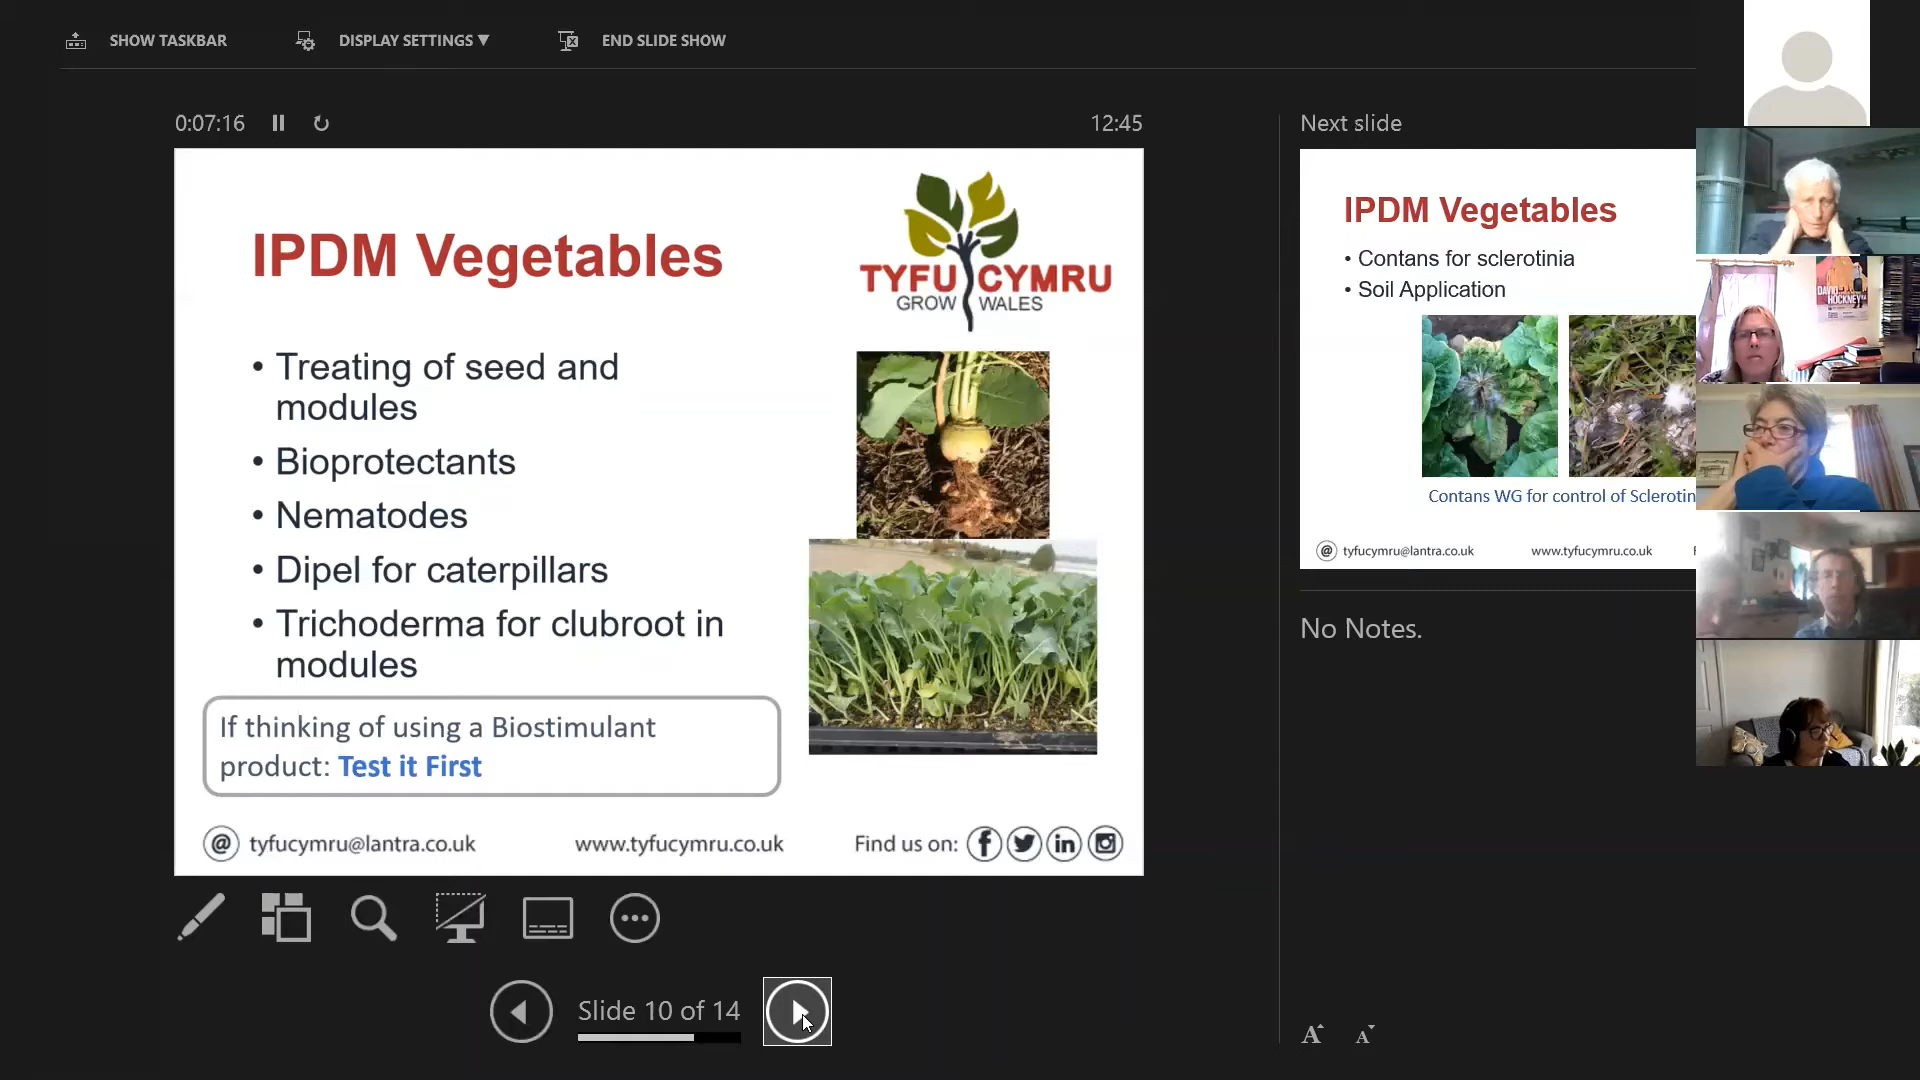 SHOW TASKBAR
DISPLAY SETTINGS ▼
END SLIDE SHOW
0:07:16
12:45
Next slide
IPDM Vegetables
TYFU CYMRU
GROW WALES
• Treating of seed and
modules
• Bioprotectants
• Nematodes
• Dipel for caterpillars
• Trichoderma for clubroot in
modules
If thinking of using a Biostimulant
product: Test it First
@ tyfucymru@lantra.co.uk
www.tyfucymru.co.uk
Find us on:
Slide 10 of 14
IPDM Vegetables
• Contans for sclerotinia
• Soil Application
Contans WG for control of Sclerotin
@ tyfucymru@lantra.co.uk
www.tyfucymru.co.uk
No Notes.
A A
DAVID
HOCKNEY